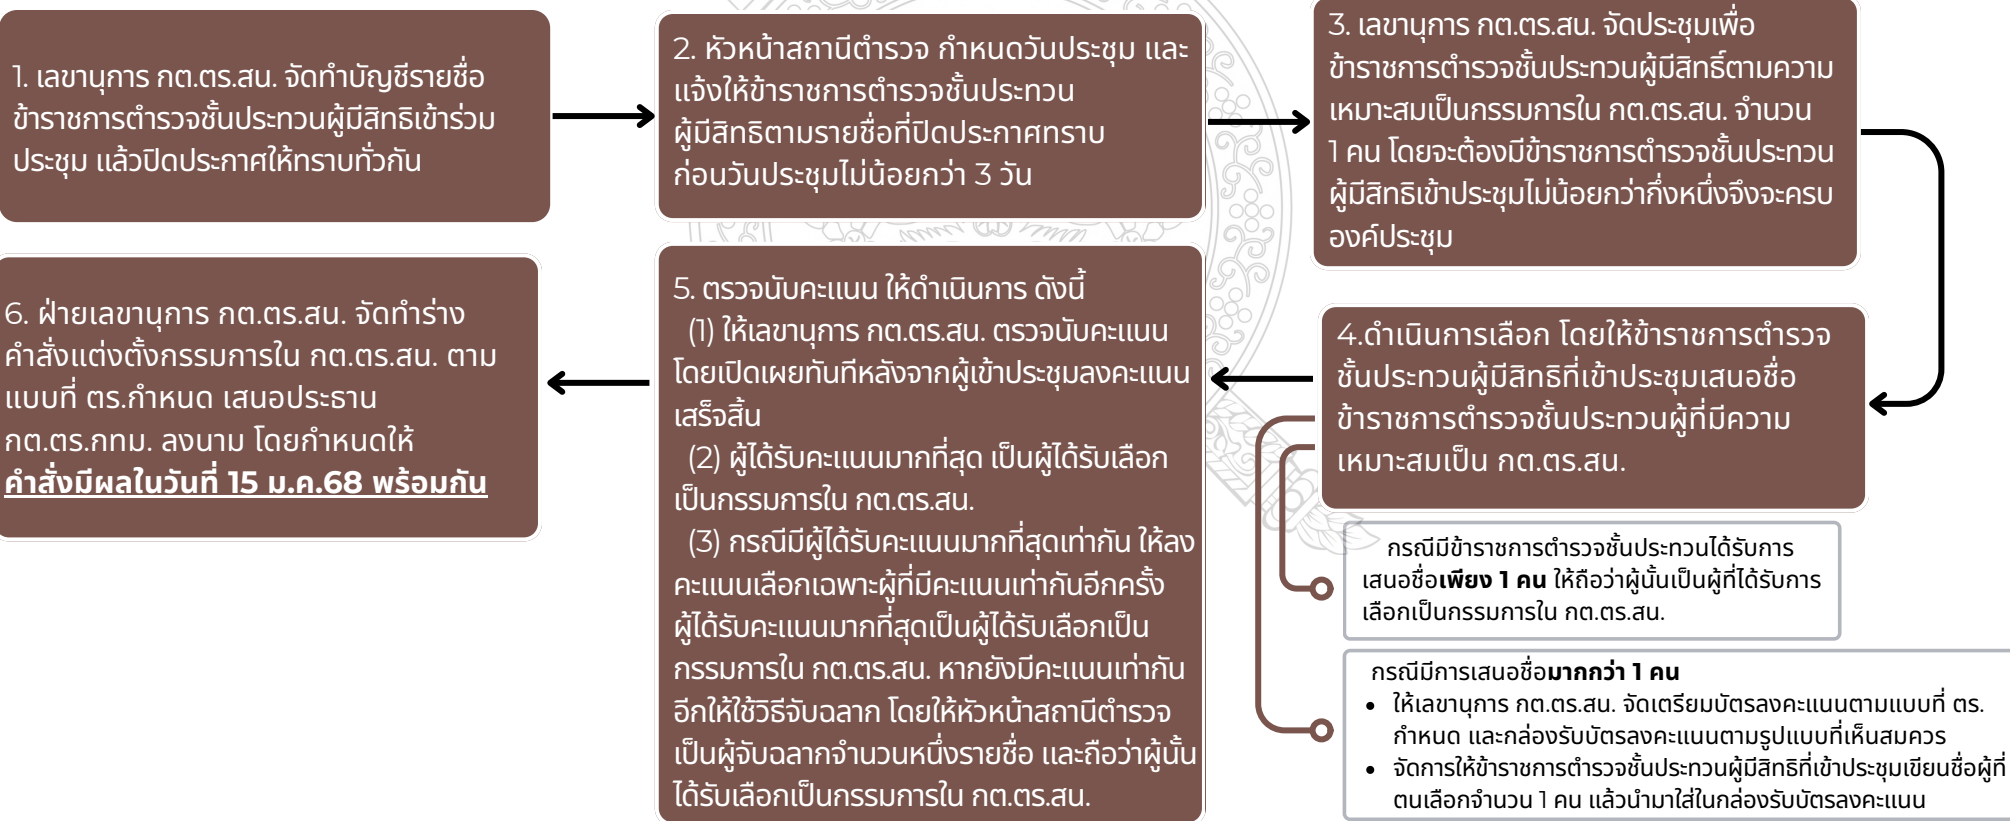 1. เลขานุการ กต.ตร.สน. จัดทำบัญชีรายชื่อ
ข้าราชการตำรวจชั้นประทวนผู้มีสิทธิเข้าร่วม
ประชุม แล้วปิดประกาศให้ทราบทั่วกัน
2. หัวหน้าสถานีตำรวจ กำหนดวันประชุม และ
แจ้งให้ข้าราชการตำรวจชั้นประทวน
ผู้มีสิทธิตามรายชื่อที่ปิดประกาศทราบ
ก่อนวันประชุมไม่น้อยกว่า 3 วัน
3. เลขานุการ กต.ตร.สน. จัดประชุมเพื่อ
ข้าราชการตำรวจชั้นประทวนผู้มีสิทธิ์ตามความ
เหมาะสมเป็นกรรมการใน กต.ตร.สน. จำนวน
1 คน โดยจะต้องมีข้าราชการตำรวจชั้นประทวน
ผู้มีสิทธิเข้าประชุมไม่น้อยกว่ากึ่งหนึ่งจึงจะครบ
องค์ประชุม
4.ดำเนินการเลือก โดยให้ข้าราชการตำรวจ
ชั้นประทวนผู้มีสิทธิที่เข้าประชุมเสนอชื่อ
ข้าราชการตำรวจชั้นประทวนผู้ที่มีความ
เหมาะสมเป็น กต.ตร.สน.
กรณีมีข้าราชการตำรวจชั้นประทวนได้รับการ
เสนอชื่อเพียง 1 คน ให้ถือว่าผู้นั้นเป็นผู้ที่ได้รับการ
เลือกเป็นกรรมการใน กต.ตร.สน.
กรณีมีการเสนอชื่อมากกว่า 1 คน
• ให้เลขานุการ กต.ตร.สน. จัดเตรียมบัตรลงคะแนนตามแบบที่ ตร.
กำหนด และกล่องรับบัตรลงคะแนนตามรูปแบบที่เห็นสมควร
• จัดการให้ข้าราชการตำรวจชั้นประทวนผู้มีสิทธิที่เข้าประชุมเขียนชื่อผู้ที่
ตนเลือกจำนวน 1 คน แล้วนำมาใส่ในกล่องรับบัตรลงคะแนน
5. ตรวจนับคะแนน ให้ดำเนินการ ดังนี้
(1) ให้เลขานุการ กต.ตร.สน. ตรวจนับคะแนน
โดยเปิดเผยทันทีหลังจากผู้เข้าประชุมลงคะแนน
เสร็จสิ้น
(2) ผู้ได้รับคะแนนมากที่สุด เป็นผู้ได้รับเลือก
เป็นกรรมการใน กต.ตร.สน.
(3) กรณีมีผู้ได้รับคะแนนมากที่สุดเท่ากัน ให้ลง
คะแนนเลือกเฉพาะผู้ที่มีคะแนนเท่ากันอีกครั้ง
ผู้ได้รับคะแนนมากที่สุดเป็นผู้ได้รับเลือกเป็น
กรรมการใน กต.ตร.สน. หากยังมีคะแนนเท่ากัน
อีกให้ใช้วิธีจับฉลาก โดยให้หัวหน้าสถานีตำรวจ
เป็นผู้จับฉลากจำนวนหนึ่งรายชื่อ และถือว่าผู้นั้น
ได้รับเลือกเป็นกรรมการใน กต.ตร.สน.
6. ฝ่ายเลขานุการ กต.ตร.สน. จัดทำร่าง
คำสั่งแต่งตั้งกรรมการใน กต.ตร.สน. ตาม
แบบที่ ตร.กำหนด เสนอประธาน
กต.ตร.กทม. ลงนาม โดยกำหนดให้
คำสั่งมีผลในวันที่ 15 ม.ค.68 พร้อมกัน